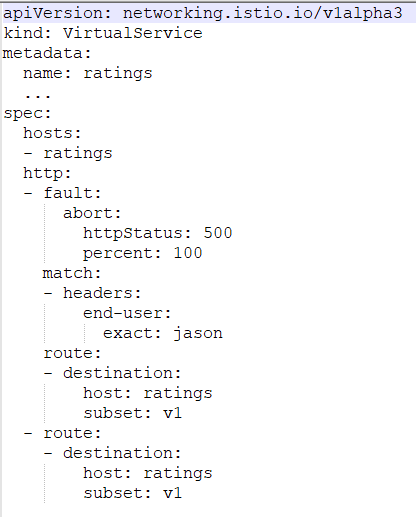 apiVersion: networking.istio.io/v1alpha3
kind: VirtualService
metadata:
  name: ratings
  ...
spec:
  hosts:
  - ratings
  http:
  - fault:
      abort:
        httpStatus: 500
        percent: 100
    match:
    - headers:
        end-user:
          exact: jason
    route:
    - destination:
        host: ratings
        subset: v1
  - route:
    - destination:
        host: ratings
        subset: v1